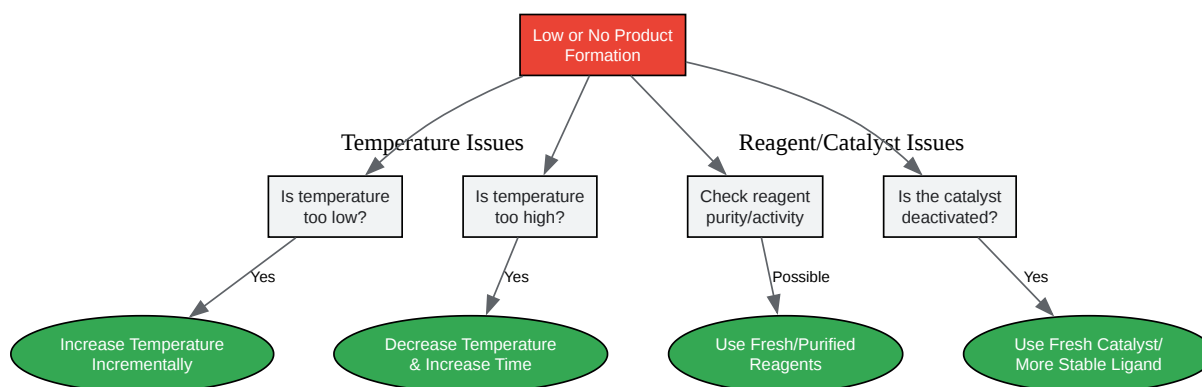 Low or No Product
Formation
Temperature Issues
Reagent/Catalyst Issues
Is temperature
too low?
Is temperature
too high?
Check reagent
purity/activity
Is the catalyst
deactivated?
Yes
Yes
Possible
Yes
Increase Temperature
Incrementally
Decrease Temperature
& Increase Time
Use Fresh/Purified
Reagents
Use Fresh Catalyst/
More Stable Ligand